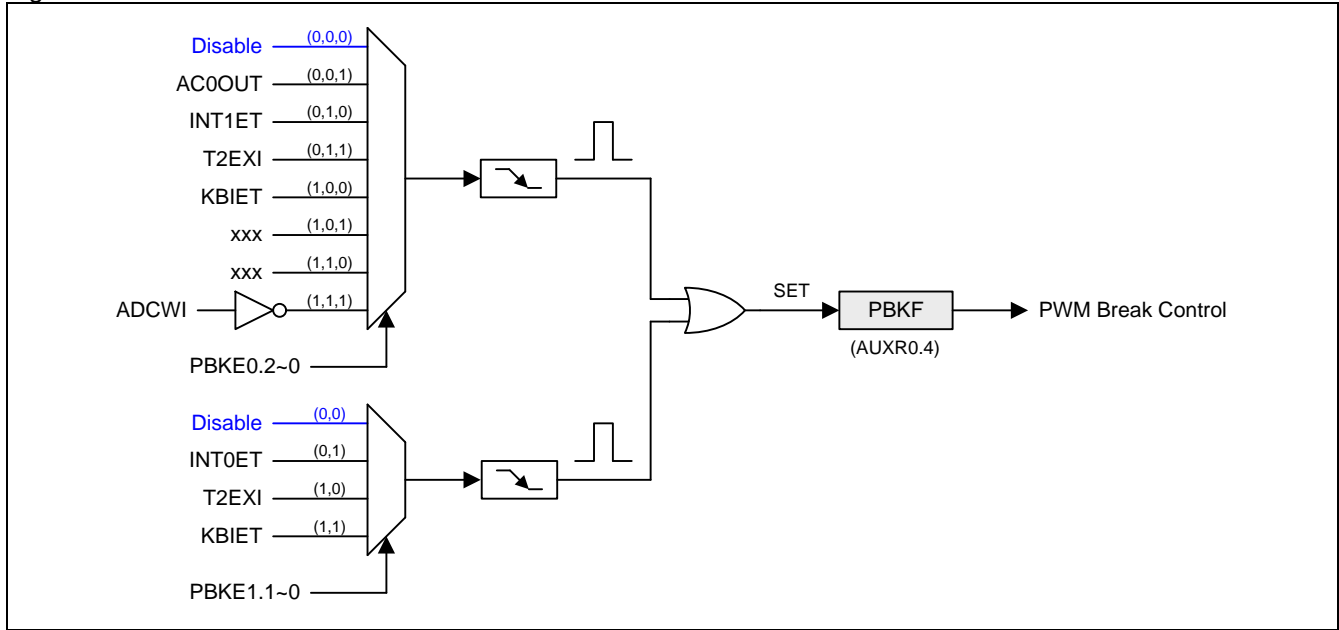 Disable (0,0,0)
AC0OUT (0,0,1)
INT1ET (0,1,0)
T2EXI (0,1,1)
KBIET (1,0,0)
xxx (1,0,1)
xxx (1,1,0)
ADCWI (1,1,1)
PBKE0.2~0
SET
PBKF
PWM Break Control
(AUXR0.4)
Disable (0,0)
INT0ET (0,1)
T2EXI (1,0)
KBIET (1,1)
PBKE1.1~0